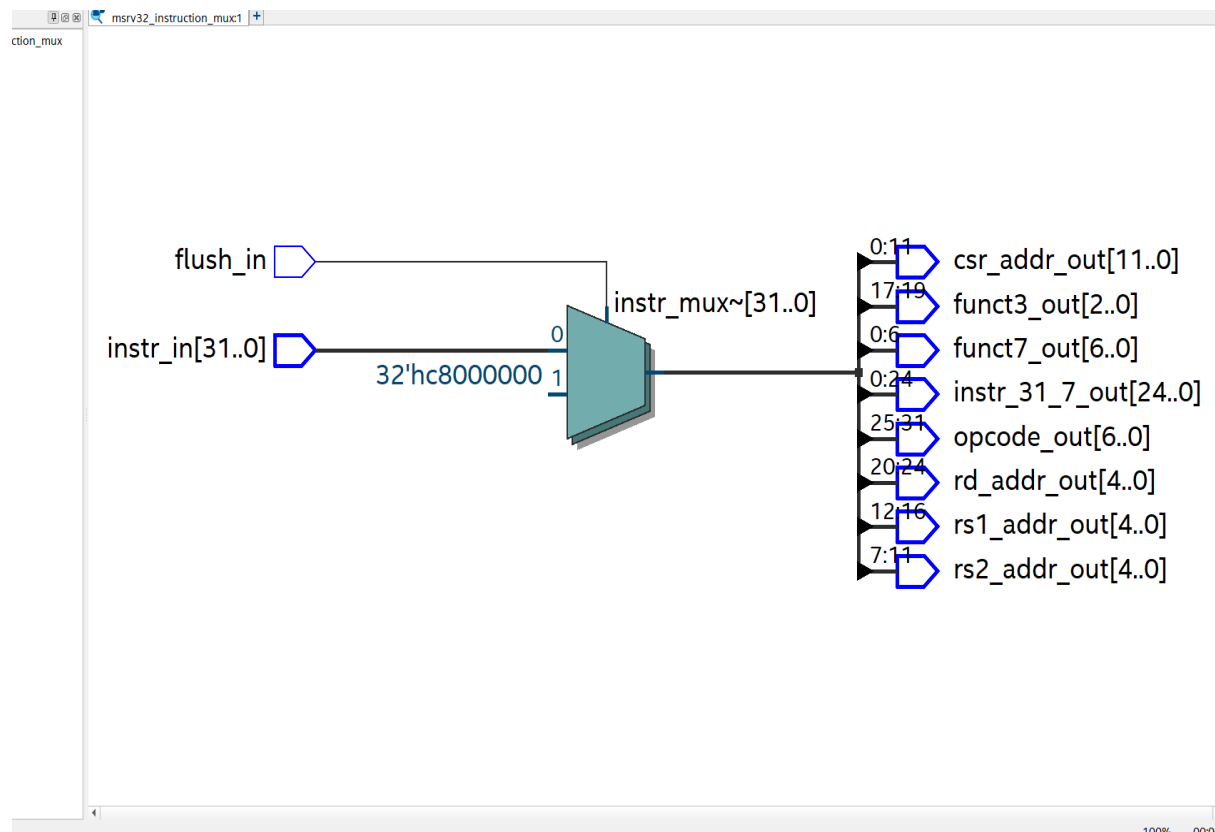 msrv32_instruction_mux:1
ction_mux
flush_in
instr_in[31..0]
instr_mux~[31..0]
0
32'hc8000000 1
0:11 csr_addr_out[11..0]
17:19 funct3_out[2..0]
0:6 funct7_out[6..0]
0:24 instr_31_7_out[24..0]
25:31 opcode_out[6..0]
20:24 rd_addr_out[4..0]
12:16 rs1_addr_out[4..0]
7:11 rs2_addr_out[4..0]